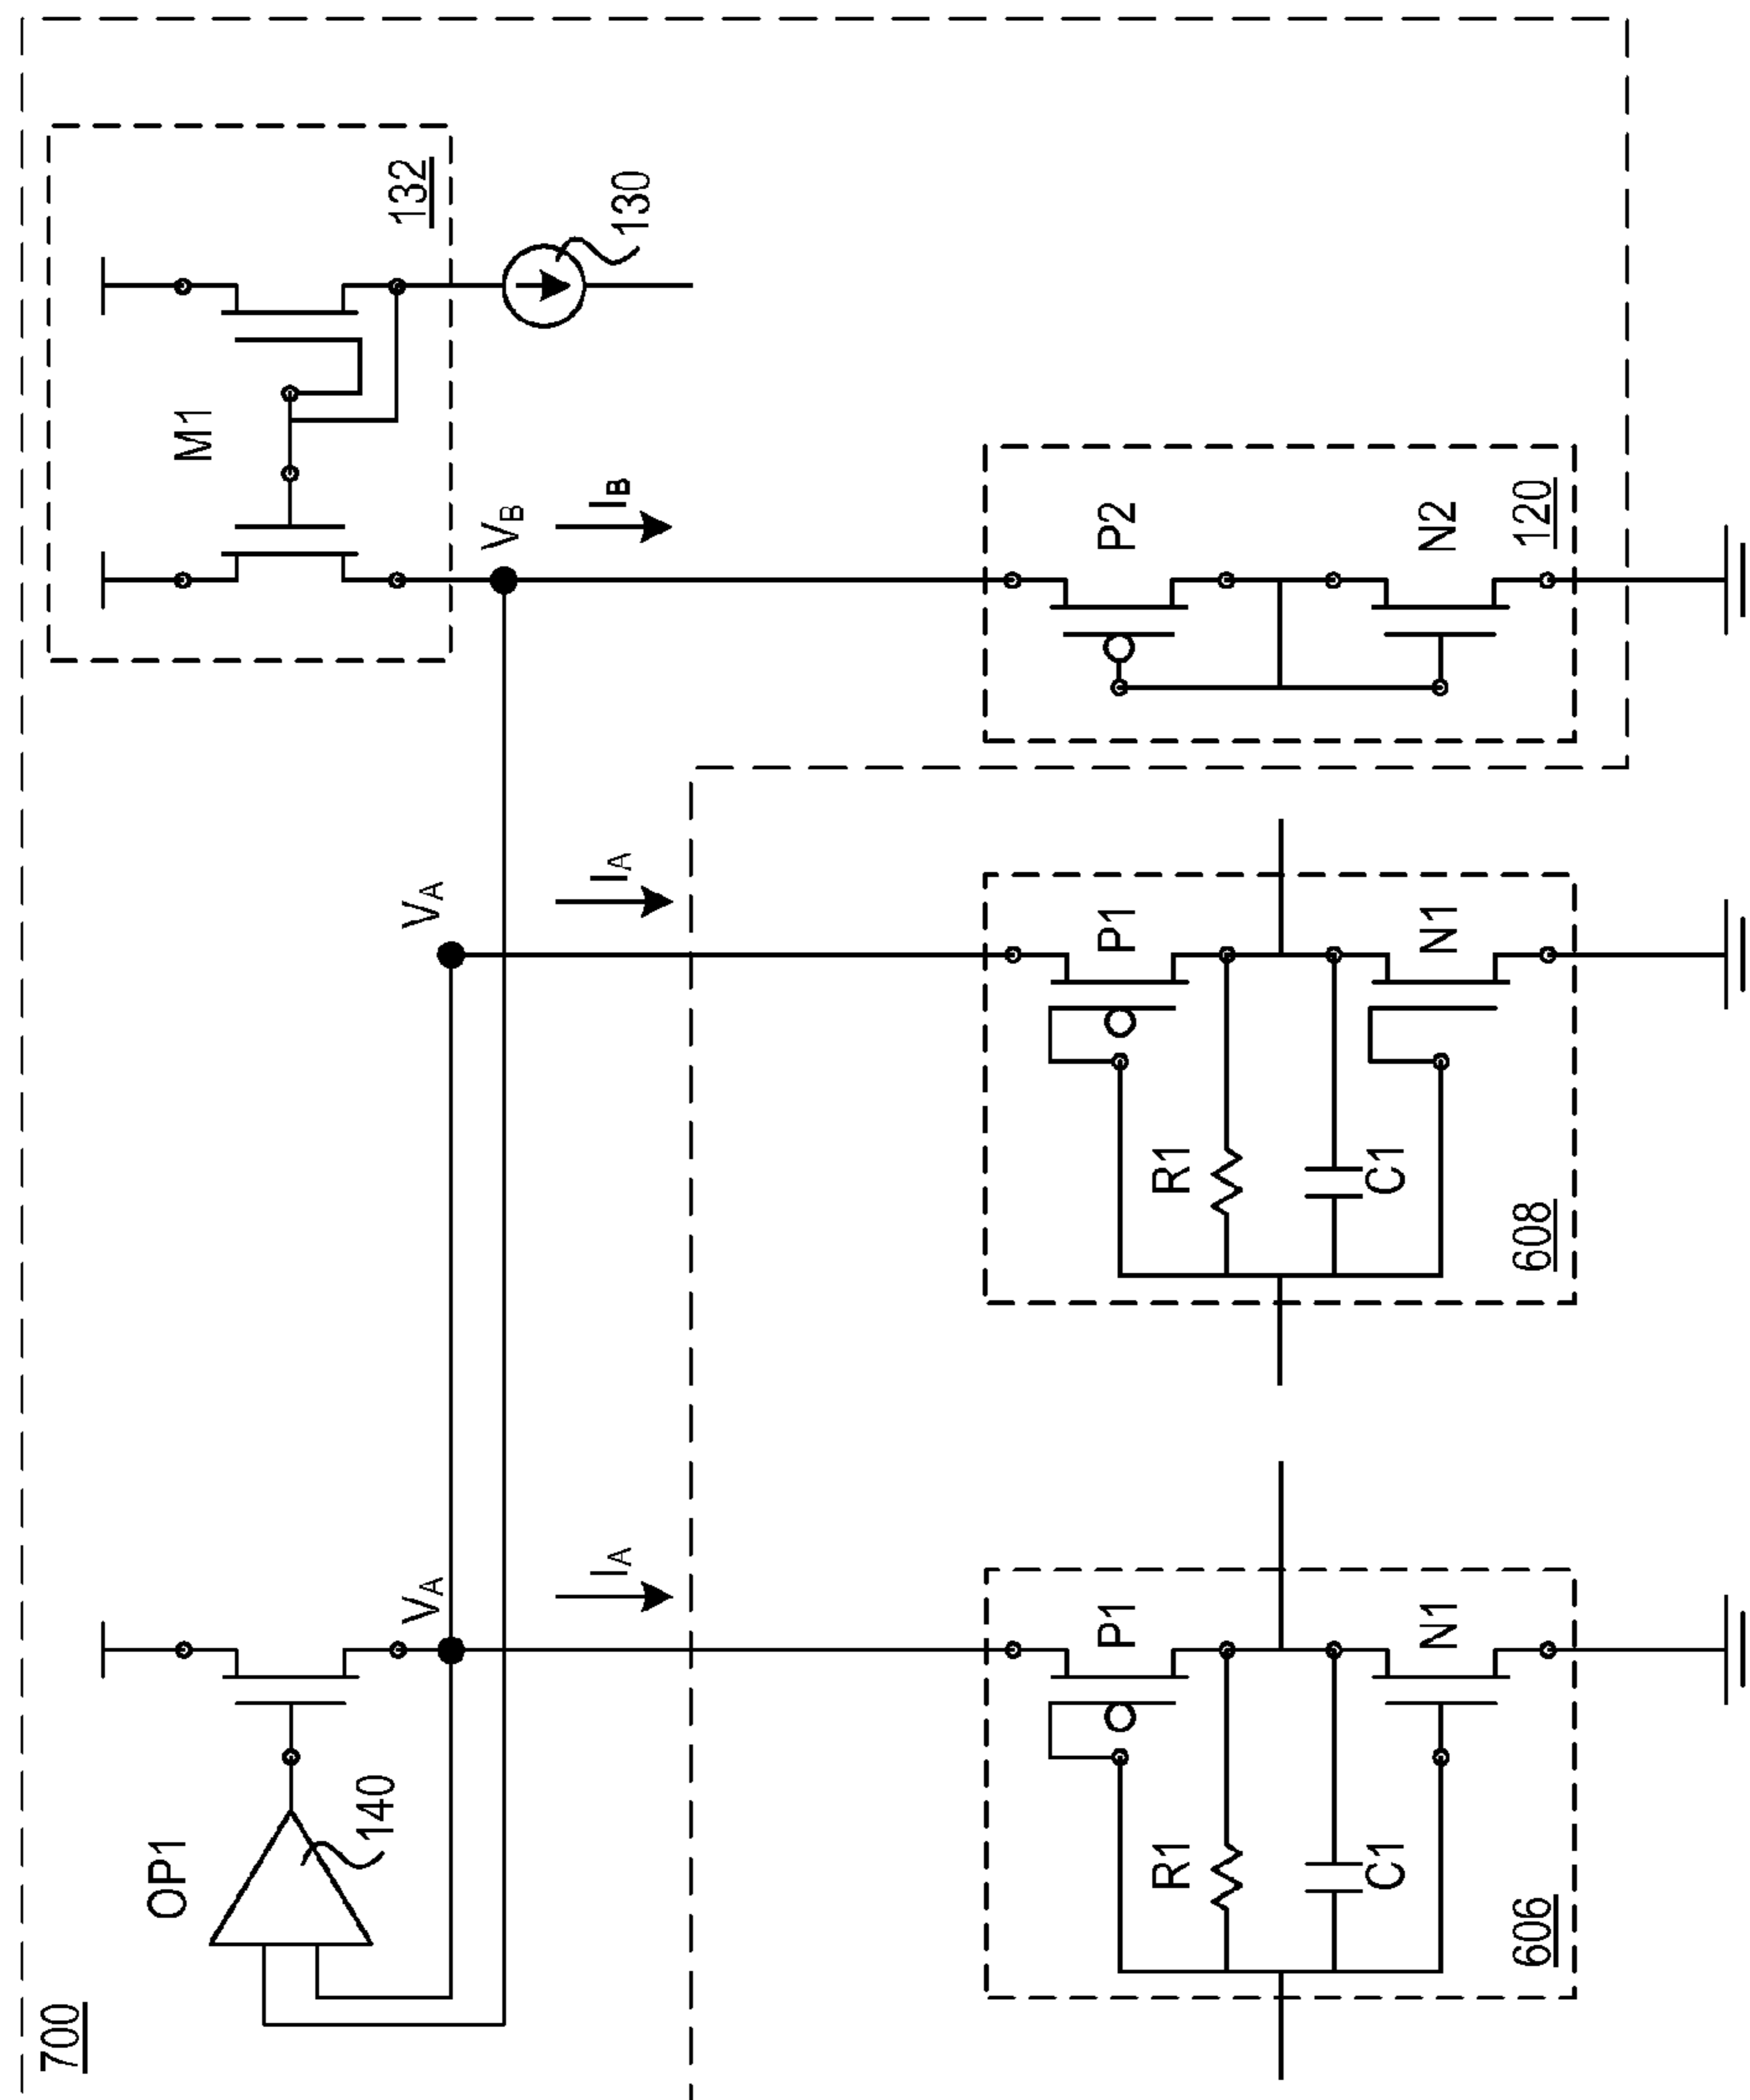 700
OP1
140
V_A
I_A
V_A
I_A
V_B
I_B
M1
132
130
606
R1
C1
P1
N1
608
R1
C1
P1
N1
P2
N2
120